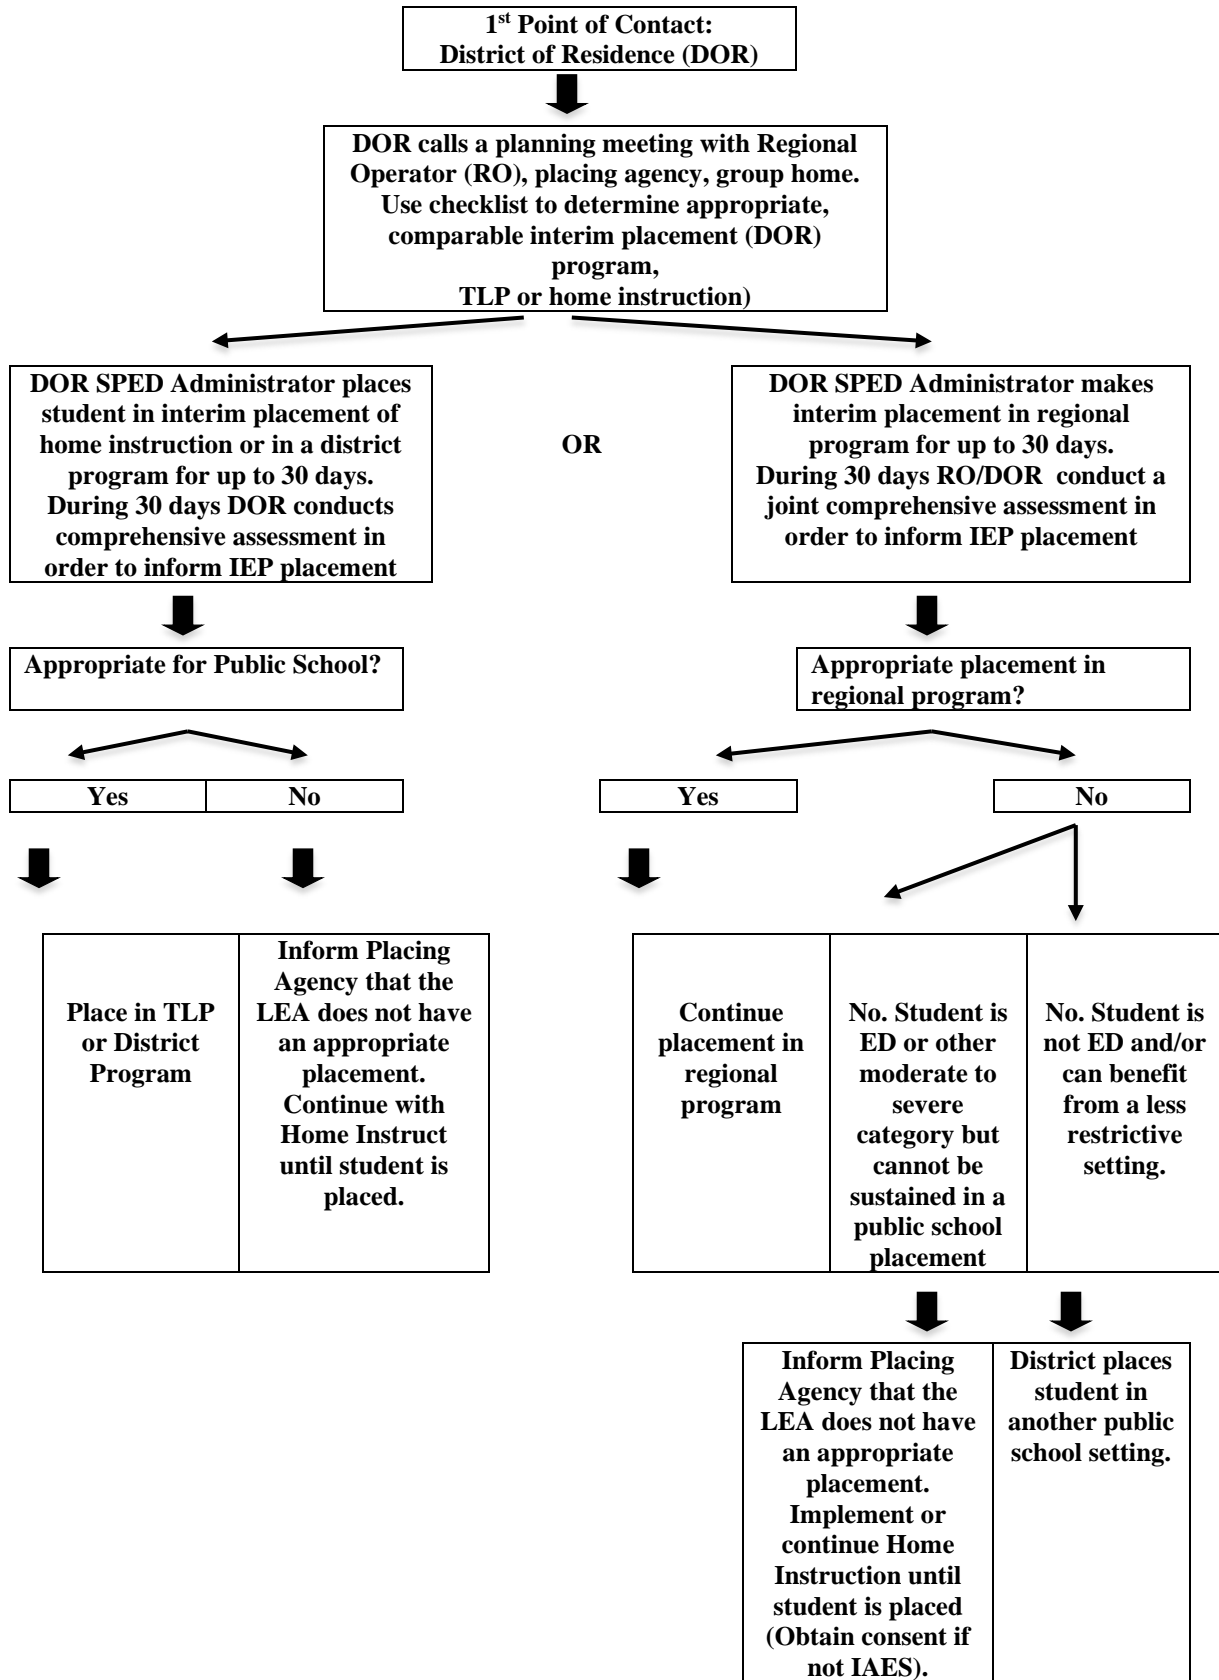 1st Point of Contact:
District of Residence (DOR)
DOR calls a planning meeting with Regional
Operator (RO), placing agency, group home.
Use checklist to determine appropriate,
comparable interim placement (DOR)
program,
TLP or home instruction)
DOR SPED Administrator places
student in interim placement of
home instruction or in a district
program for up to 30 days.
During 30 days DOR conducts
comprehensive assessment in
order to inform IEP placement
OR
DOR SPED Administrator makes
interim placement in regional
program for up to 30 days.
During 30 days RO/DOR conduct a
joint comprehensive assessment in
order to inform IEP placement
Appropriate for Public School?
Appropriate placement in
regional program?
Yes
No
Yes
No
Place in TLP
or District
Program
Inform Placing
Agency that the
LEA does not have
an appropriate
placement.
Continue with
Home Instruct
until student is
placed.
Continue
placement in
regional
program
No. Student is
ED or other
moderate to
severe
category but
cannot be
sustained in a
public school
placement
No. Student is
not ED and/or
can benefit
from a less
restrictive
setting.
Inform Placing
Agency that the
LEA does not have
an appropriate
placement.
Implement or
continue Home
Instruction until
student is placed
(Obtain consent if
not IAES).
District places
student in
another public
school setting.